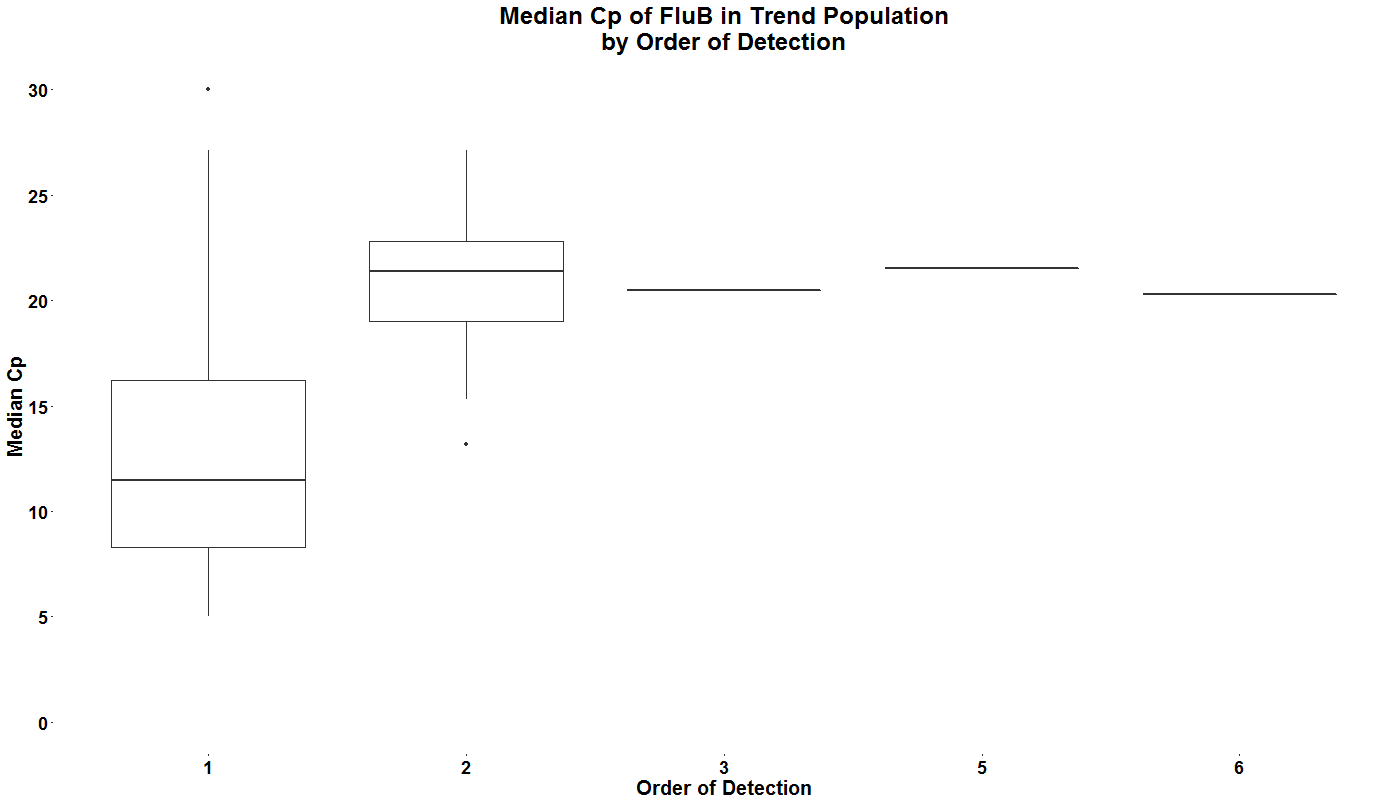 Median Cp of FluB in Trend Population
by Order of Detection
30
25
20
15
10
5
0
Median Cp
1 2 3 5 6
Order of Detection